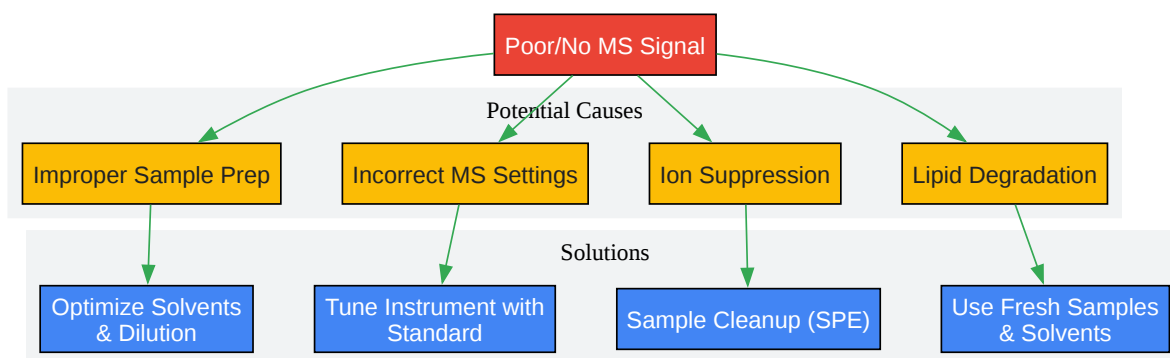 Poor/No MS Signal
Potential Causes
Improper Sample Prep
Incorrect MS Settings
Ion Suppression
Lipid Degradation
Solutions
Optimize Solvents
& Dilution
Tune Instrument with
Standard
Sample Cleanup (SPE)
Use Fresh Samples
& Solvents